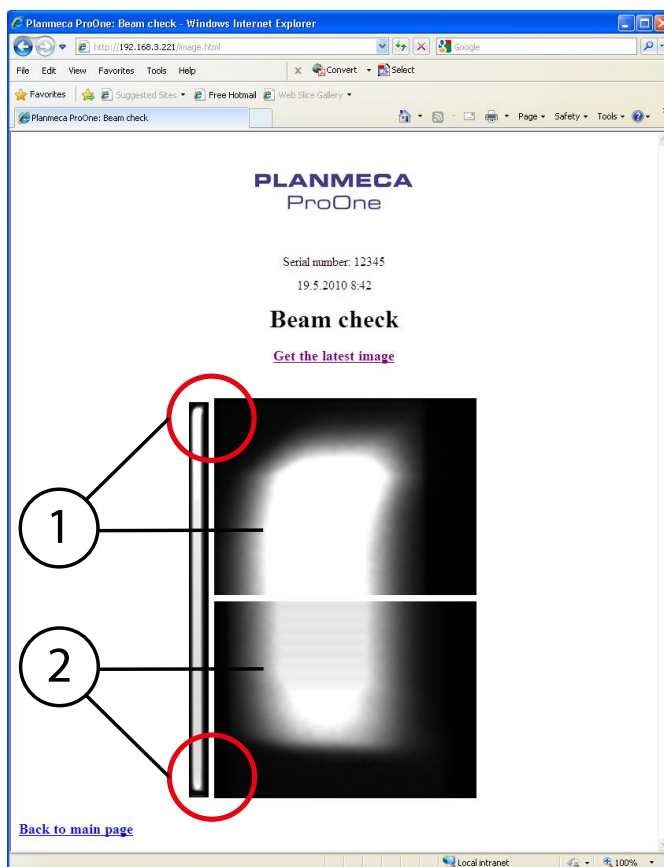 Planmeca ProOne: Beam check - Windows Internet Explorer
http://192.168.3.221/image.html
Google
File Edit View Favorites Tools Help
x Convert Select
Favorites Suggested Sites Free Hotmail Web Slice Gallery
Planmeca ProOne: Beam check
Page Safety Tools
PLANMECA
ProOne
Serial number: 12345
19.5.2010 8:42
Beam check
Get the latest image
1
2
Back to main page
Local intranet 100%